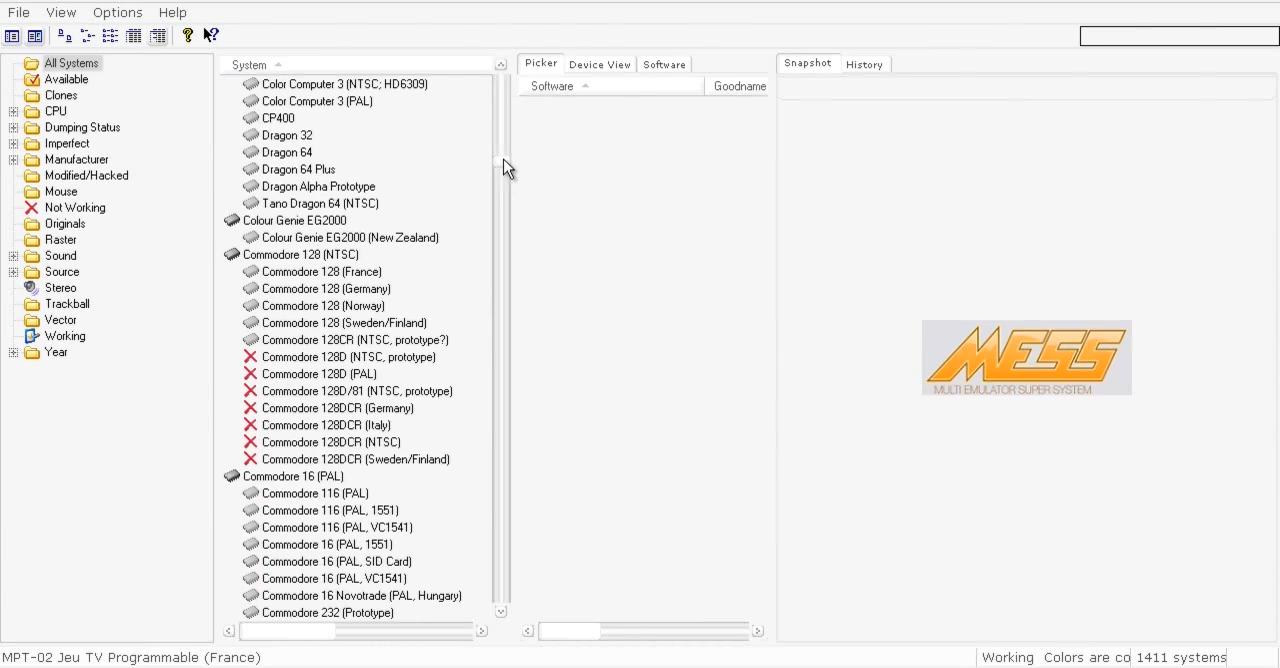 File View Options Help
All Systems
Available
Clones
CPU
Dumping Status
Imperfect
Manufacturer
Modified/Hacked
Mouse
Not Working
Originals
Raster
Sound
Source
Stereo
Trackball
Vector
Working
Year
System
Color Computer 3 (NTSC; HD6309)
Color Computer 3 (PAL)
CP400
Dragon 32
Dragon 64
Dragon 64 Plus
Dragon Alpha Prototype
Tano Dragon 64 (NTSC)
Colour Genie EG2000
Colour Genie EG2000 (New Zealand)
Commodore 128 (NTSC)
Commodore 128 (France)
Commodore 128 (Germany)
Commodore 128 (Norway)
Commodore 128 (Sweden/Finland)
Commodore 128CR (NTSC, prototype?)
Commodore 128D (NTSC, prototype)
Commodore 128D (PAL)
Commodore 128D/81 (NTSC, prototype)
Commodore 128DCR (Germany)
Commodore 128DCR (Italy)
Commodore 128DCR (NTSC)
Commodore 128DCR (Sweden/Finland)
Commodore 16 (PAL)
Commodore 116 (PAL)
Commodore 116 (PAL, 1551)
Commodore 116 (PAL, VC1541)
Commodore 16 (PAL, 1551)
Commodore 16 (PAL, SID Card)
Commodore 16 (PAL, VC1541)
Commodore 16 Novotrade (PAL, Hungary)
Commodore 232 (Prototype)
Picker Device View Software
Software Goodname
Snapshot History
MESS
MULTI EMULATOR SUPER SYSTEM
MPT-02 Jeu TV Programmable (France)
Working Colors are co 1411 systems